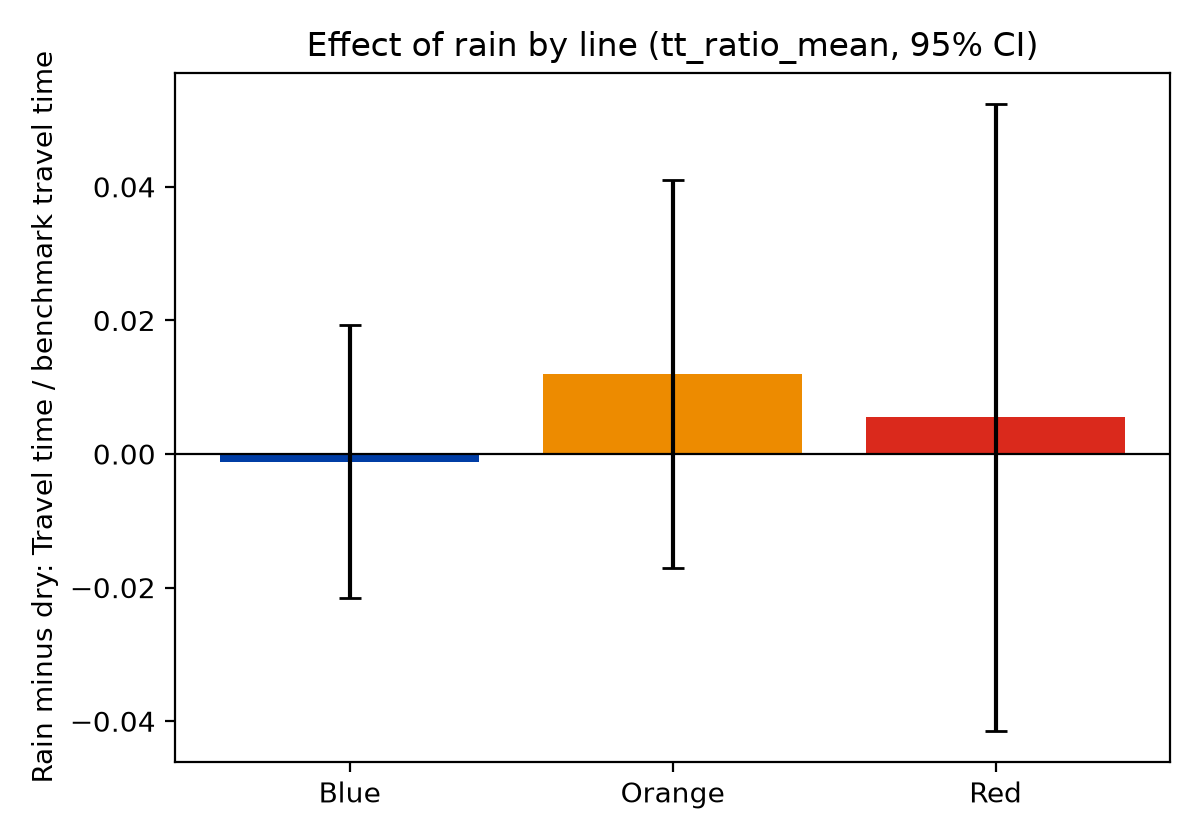 Effect of rain by line (tt_ratio_mean, 95% CI)
Rain minus dry: Travel time / benchmark travel time
0.04
0.02
0.00
−0.02
−0.04
Blue
Orange
Red